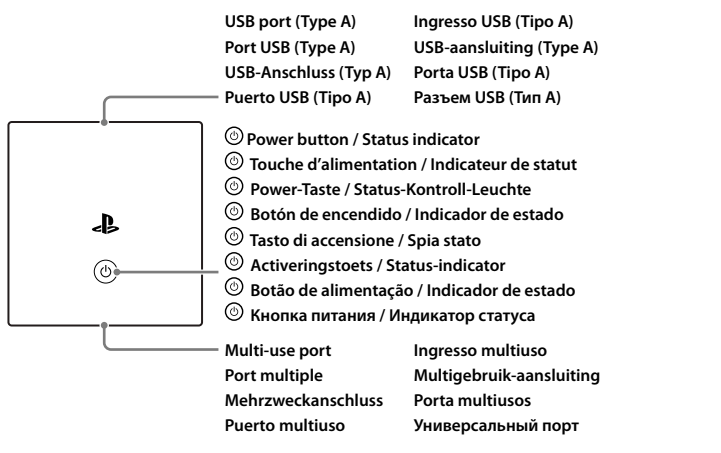 USB port (Type A)
Port USB (Type A)
USB-Anschluss (Typ A)
Puerto USB (Tipo A)
Ingresso USB (Tipo A)
USB-aansluiting (Type A)
Porta USB (Tipo A)
Разъем USB (Тип A)
Power button / Status indicator
Touche d’alimentation / Indicateur de statut
Power-Taste / Status-Kontroll-Leuchte
Botón de encendido / Indicador de estado
Tasto di accensione / Spia stato
Activeringstoets / Status-indicator
Botão de alimentação / Indicador de estado
Кнопка питания / Индикатор статуса
Multi-use port
Port multiple
Mehrzweckanschluss
Puerto multiuso
Ingresso multiuso
Multigebruik-aansluiting
Porta multiusos
Универсальный порт